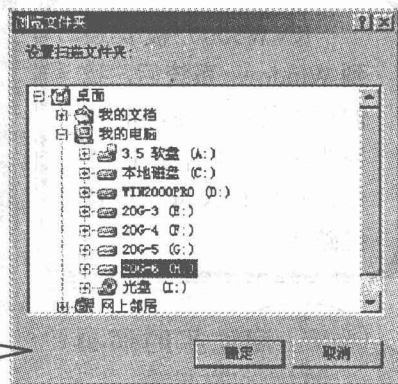 浏览文件夹
设置扫描文件夹:
桌面
我的文档
我的电脑
3.5 软盘 (A:)
本地磁盘 (C:)
WIN2000PRO (D:)
20G-3 (E:)
20G-4 (F:)
20G-5 (G:)
20G-6 (H:)
光盘 (I:)
网上邻居
确定
取消